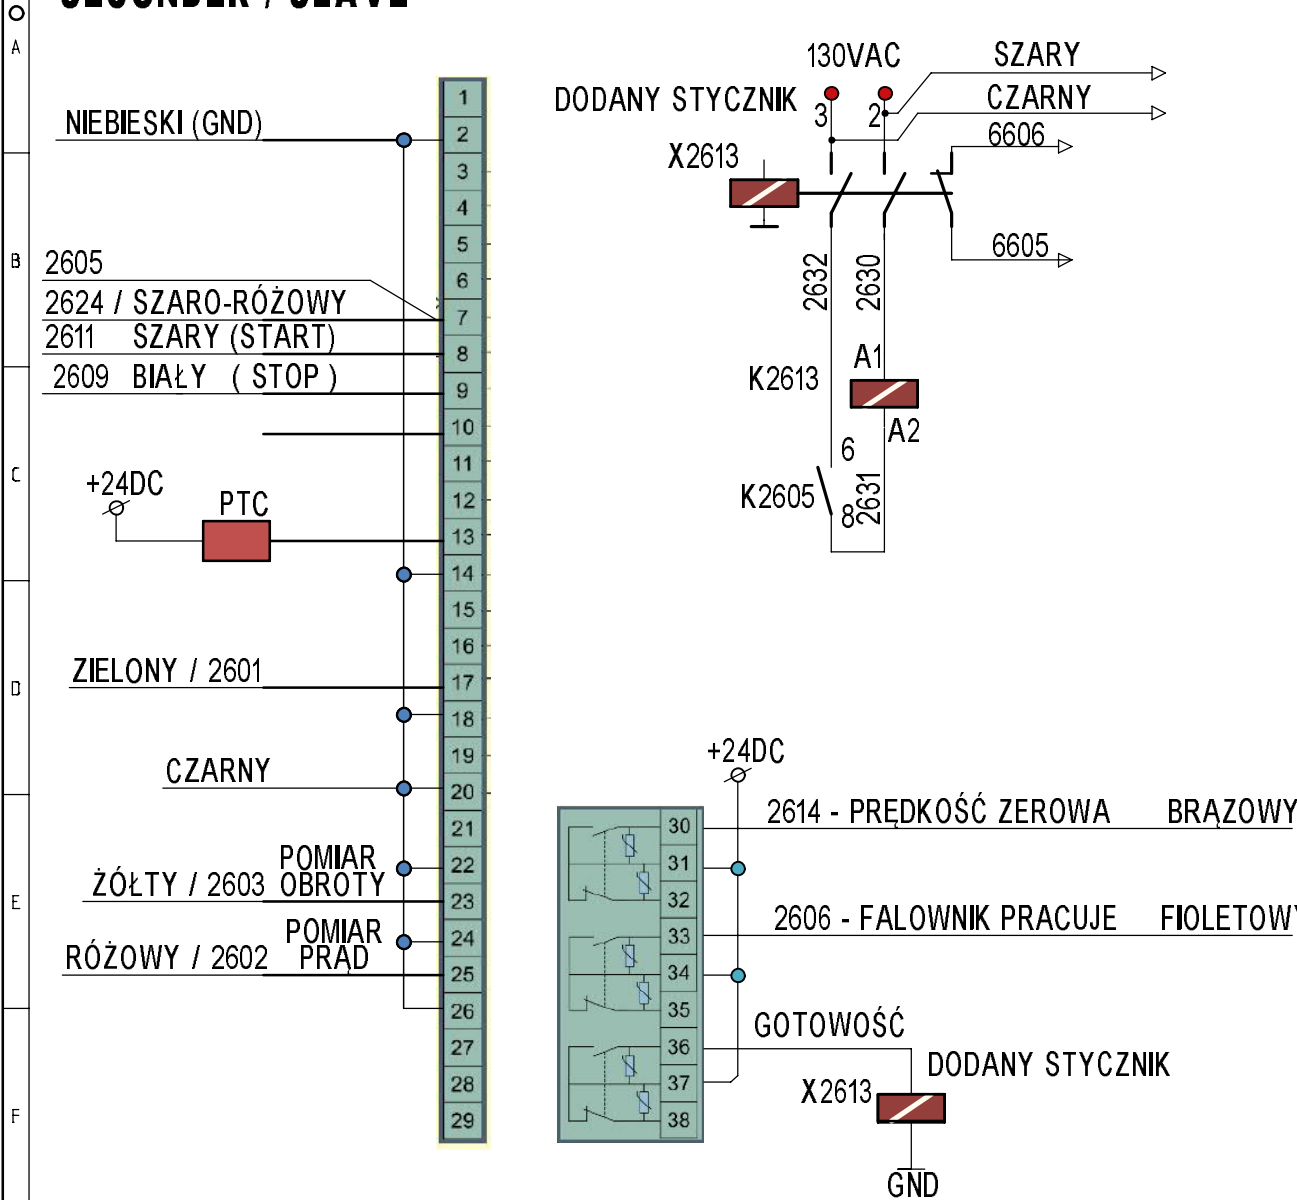 SECUNDER / SLAVE
A
B
C
D
E
F
NIEBIESKI (GND)
2605
2624 / SZARO-RÓŻOWY
2611 SZARY (START)
2609 BIAŁY ( STOP )
+24DC
PTC
ZIELONY / 2601
CZARNY
POMIAR
ŻÓŁTY / 2603 OBROTY
POMIAR
RÓŻOWY / 2602 PRĄD
1
2
3
4
5
6
7
8
9
10
11
12
13
14
15
16
17
18
19
20
21
22
23
24
25
26
27
28
29
130VAC
SZARY
DODANY STYCZNIK
3
2
CZARNY
6606
X2613
6605
2632
2630
A1
K2613
A2
6
K2605
8
2631
+24DC
30
31
32
33
34
35
36
37
38
2614 - PRĘDKOŚĆ ZEROWA BRĄZOWY
2606 - FALOWNIK PRACUJE FIOLETOWY
GOTOWOŚĆ
DODANY STYCZNIK
X2613
GND